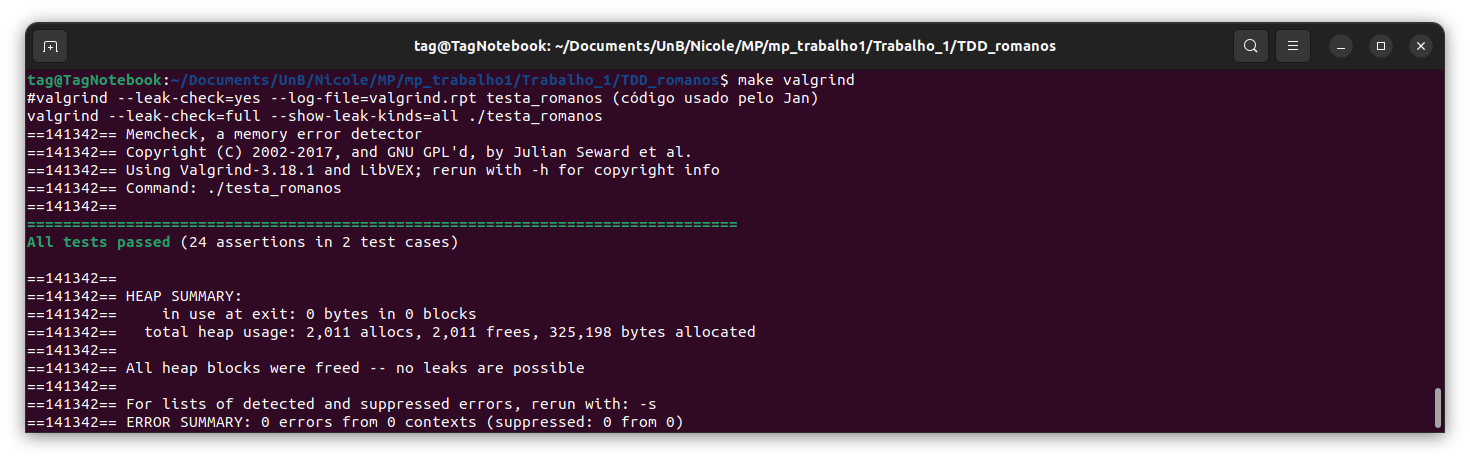 tag@TagNotebook: ~/Documents/UnB/Nicole/MP/mp_trabalho1/Trabalho_1/TDD_romanos
tag@TagNotebook:~/Documents/UnB/Nicole/MP/mp_trabalho1/Trabalho_1/TDD_romanos$ make valgrind
#valgrind --leak-check=yes --log-file=valgrind.rpt testa_romanos (código usado pelo Jan)
valgrind --leak-check=full --show-leak-kinds=all ./testa_romanos
==141342== Memcheck, a memory error detector
==141342== Copyright (C) 2002-2017, and GNU GPL'd, by Julian Seward et al.
==141342== Using Valgrind-3.18.1 and LibVEX; rerun with -h for copyright info
==141342== Command: ./testa_romanos
==141342==
===============================================================================
All tests passed (24 assertions in 2 test cases)
==141342==
==141342== HEAP SUMMARY:
==141342==     in use at exit: 0 bytes in 0 blocks
==141342==   total heap usage: 2,011 allocs, 2,011 frees, 325,198 bytes allocated
==141342==
==141342== All heap blocks were freed -- no leaks are possible
==141342==
==141342== For lists of detected and suppressed errors, rerun with: -s
==141342== ERROR SUMMARY: 0 errors from 0 contexts (suppressed: 0 from 0)